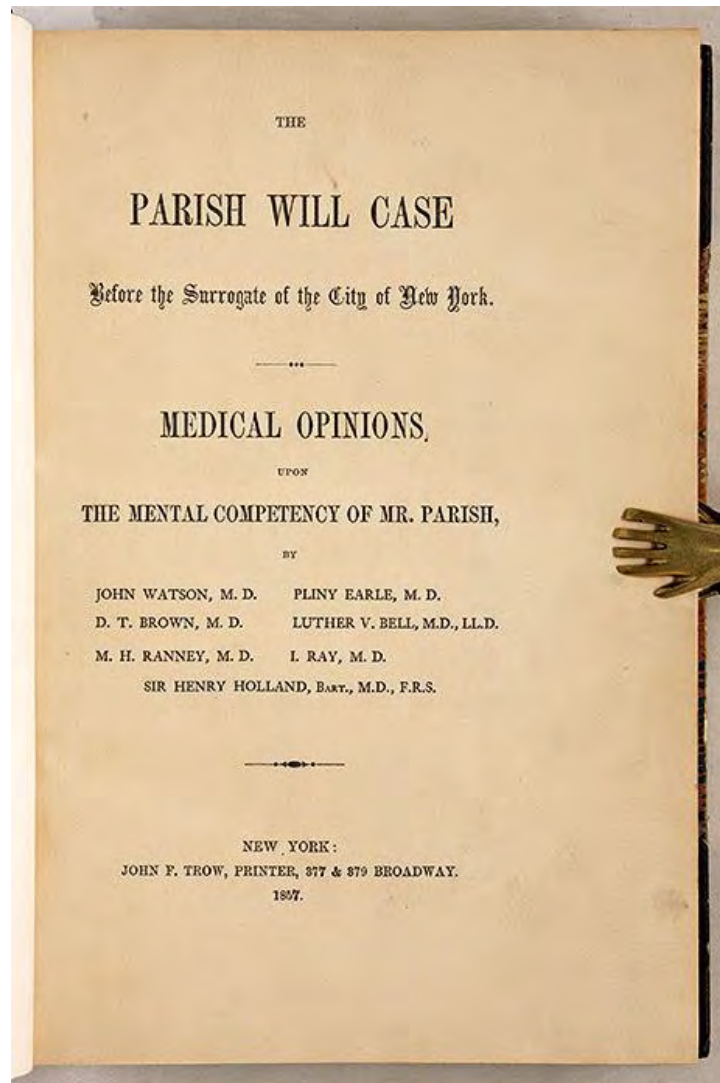 THE
PARISH WILL CASE
Before the Surrogate of the City of New York.
MEDICAL OPINIONS,
UPON
THE MENTAL COMPETENCY OF MR. PARISH,
BY
JOHN WATSON, M. D. PLINY EARLE, M. D.
D. T. BROWN, M. D. LUTHER V. BELL, M.D., LL.D.
M. H. RANNEY, M. D. I. RAY, M. D.
SIR HENRY HOLLAND, BART., M.D., F.R.S.
NEW YORK:
JOHN F. TROW, PRINTER, 377 & 379 BROADWAY.
1857.